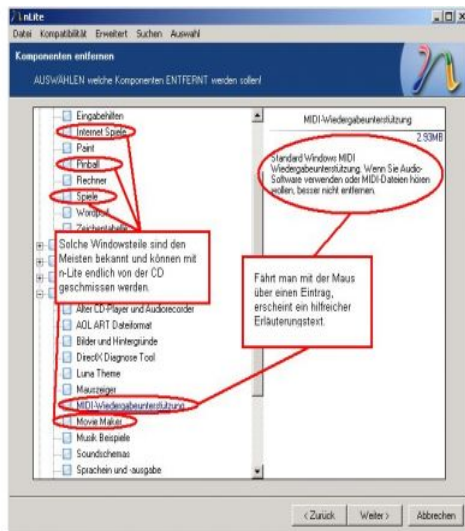 nLite
Datei Kompatibilität Erweitert Suchen Auswahl
Komponenten entfernen
AUSWÄHLEN welche Komponenten ENTFERNT werden sollen!
Eingabehilfen
Internet Spiele
Paint
Pinball
Rechner
Spiele
Wordpad
Zeichentabelle
Solche Windowsteile sind den
Meisten bekannt und können mit
n-Lite endlich von der CD
geschmissen werden.
Alter CD-Player und Audiorecorder
AOL ART Dateiformat
Bilder und Hintergründe
DirectX Diagnose Tool
Luna Theme
Mauszeiger
MIDI-Wiedergabeunterstützung
Movie Maker
Musik Beispiele
Soundschemas
Sprachein und -ausgabe
MIDI-Wiedergabeunterstützung
2.93MB
Standard Windows MIDI
Wiedergabeunterstützung. Wenn Sie Audio-
Software verwenden oder MIDI-Dateien hören
wollen, besser nicht entfernen.
Fährt man mit der Maus
über einen Eintrag,
erscheint ein hilfreicher
Erläuterungstext.
< Zurück Weiter > Abbrechen